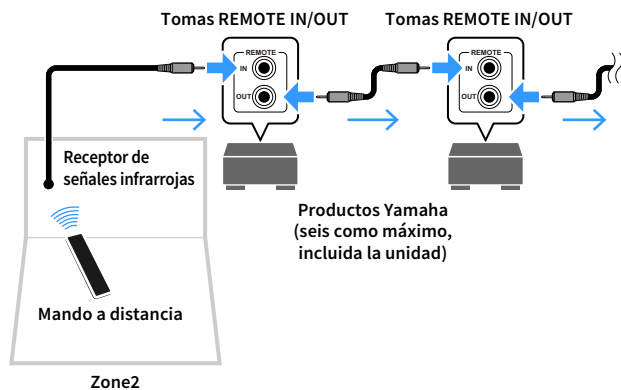 Tomas REMOTE IN/OUT
Tomas REMOTE IN/OUT
REMOTE
IN
OUT
REMOTE
IN
OUT
Receptor de
señales infrarrojas
Productos Yamaha
(seis como máximo,
incluida la unidad)
Mando a distancia
Zone2